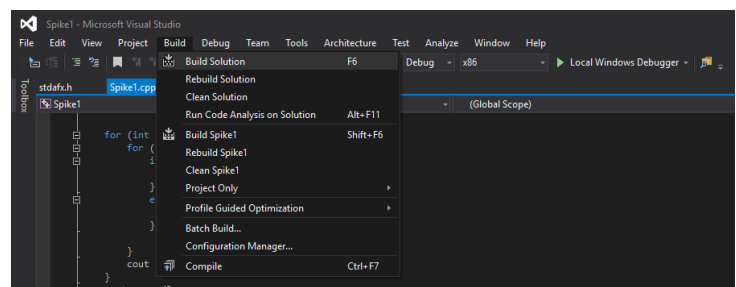 Spike1 - Microsoft Visual Studio
File Edit View Project Build Debug Team Tools Architecture Test Analyze Window Help
Debug x86 Local Windows Debugger
Toolbox
stdafx.h Spike1.cpp
Spike1 (Global Scope)
Build Solution F6
Rebuild Solution
Clean Solution
Run Code Analysis on Solution Alt+F11
Build Spike1 Shift+F6
Rebuild Spike1
Clean Spike1
Project Only
Profile Guided Optimization
Batch Build...
Configuration Manager...
Compile Ctrl+F7
for (int
for (
}
}
}
cout
}